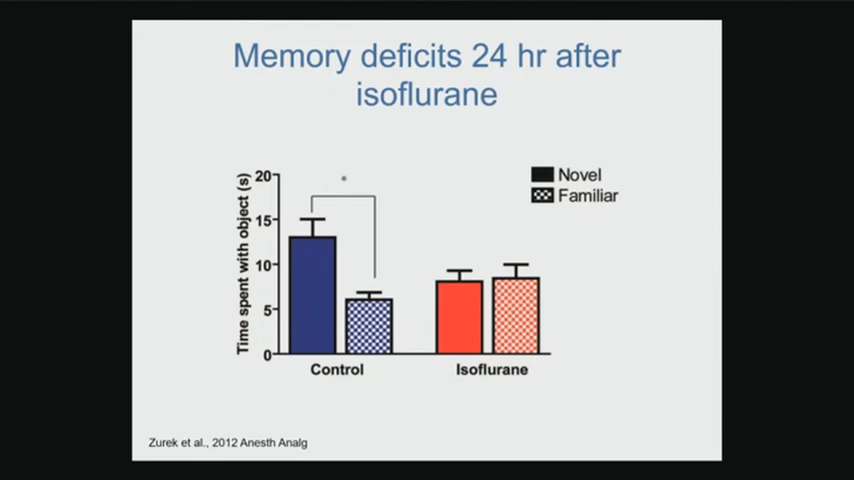 Memory deficits 24 hr after
isoflurane
Time spent with object (s)
20
15
10
5
0
*
Novel
Familiar
Control
Isoflurane
Zurek et al., 2012 Anesth Analg